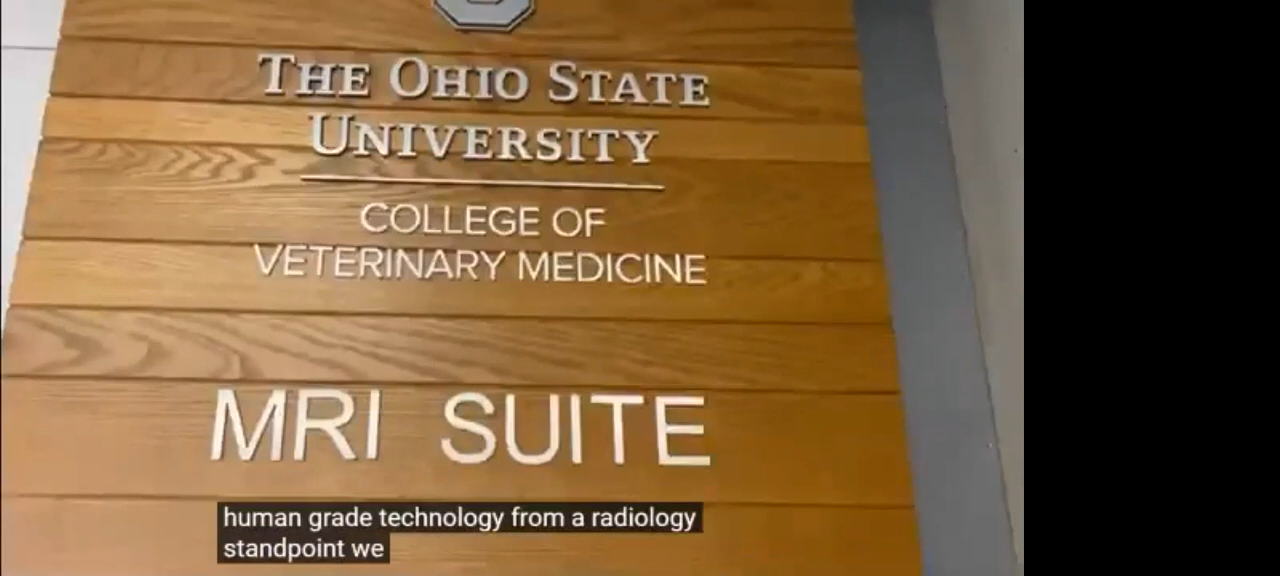 THE OHIO STATE
UNIVERSITY
COLLEGE OF
VETERINARY MEDICINE
MRI SUITE
human grade technology from a radiology
standpoint we